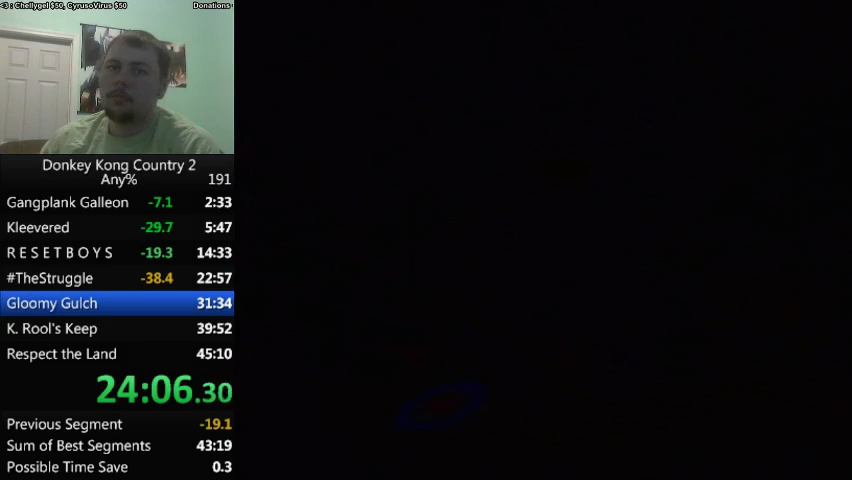 <3 : Chellygel $50, CyrusoVirus $50
Donations -
Donkey Kong Country 2
Any% 191
Gangplank Galleon -7.1 2:33
Kleevered -29.7 5:47
R E S E T B O Y S -19.3 14:33
#TheStruggle -38.4 22:57
Gloomy Gulch 31:34
K. Rool's Keep 39:52
Respect the Land 45:10
24:06.30
Previous Segment -19.1
Sum of Best Segments 43:19
Possible Time Save 0.3